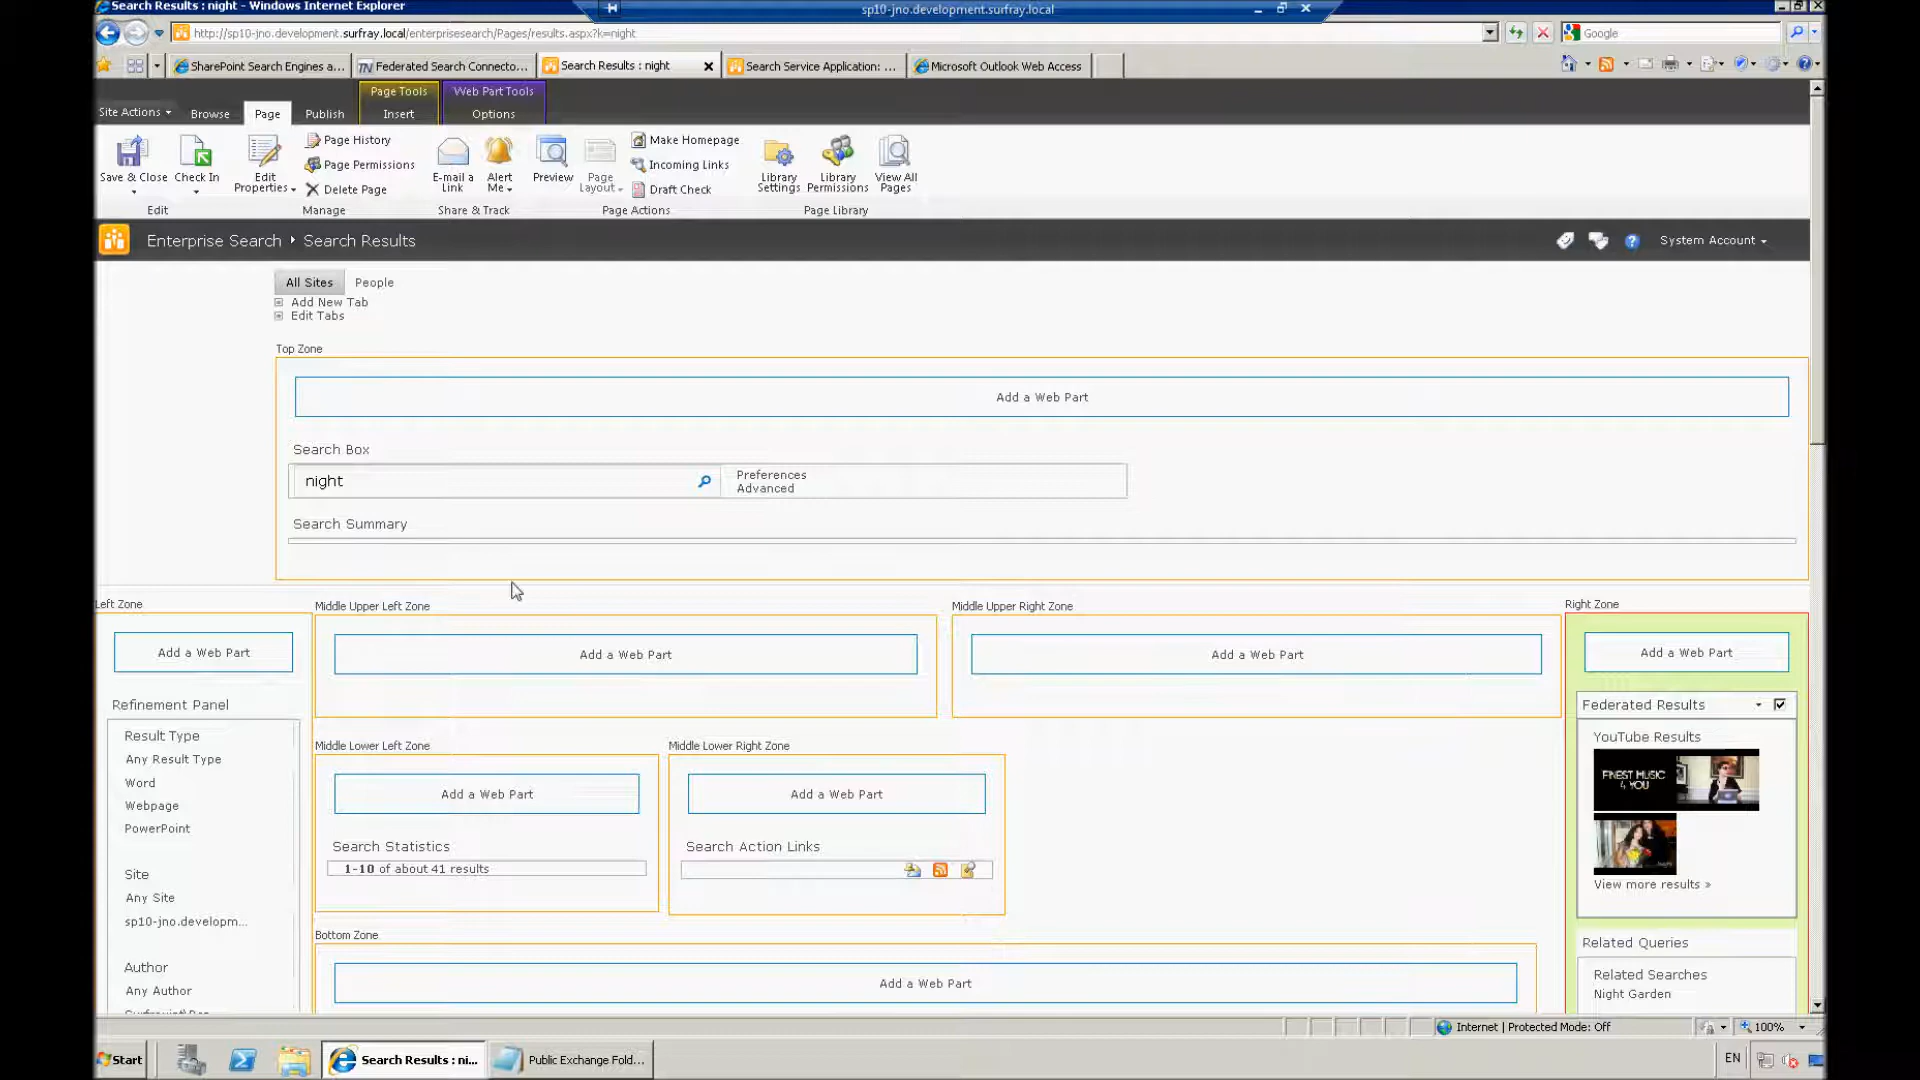 Search Results : night - Windows Internet Explorer
sp10-jno.development.surfray.local
http://sp10-jno.development.surfray.local/enterprisesearch/Pages/results.aspx?k=night
Google
SharePoint Search Engines a...
Federated Search Connecto...
Search Results : night
Search Service Application: ...
Microsoft Outlook Web Access
Page Tools
Web Part Tools
Site Actions
Browse
Page
Publish
Insert
Options
Save & Close
Check In
Edit Properties
Page History
Page Permissions
Delete Page
E-mail a Link
Alert Me
Preview
Page Layout
Make Homepage
Incoming Links
Draft Check
Library Settings
Library Permissions
View All Pages
Edit
Manage
Share & Track
Page Actions
Page Library
Enterprise Search
Search Results
System Account
All Sites
People
Add New Tab
Edit Tabs
Top Zone
Add a Web Part
Search Box
night
Preferences
Advanced
Search Summary
Left Zone
Middle Upper Left Zone
Middle Upper Right Zone
Right Zone
Add a Web Part
Add a Web Part
Add a Web Part
Add a Web Part
Refinement Panel
Result Type
Any Result Type
Word
Webpage
PowerPoint
Site
Any Site
sp10-jno.developm...
Author
Any Author
Middle Lower Left Zone
Middle Lower Right Zone
Add a Web Part
Add a Web Part
Search Statistics
1-10 of about 41 results
Search Action Links
Bottom Zone
Add a Web Part
Federated Results
YouTube Results
FINEST MUSIC
4 YOU
View more results »
Related Queries
Related Searches
Night Garden
Internet | Protected Mode: Off
100%
Start
Search Results : ni...
Public Exchange Fold...
EN